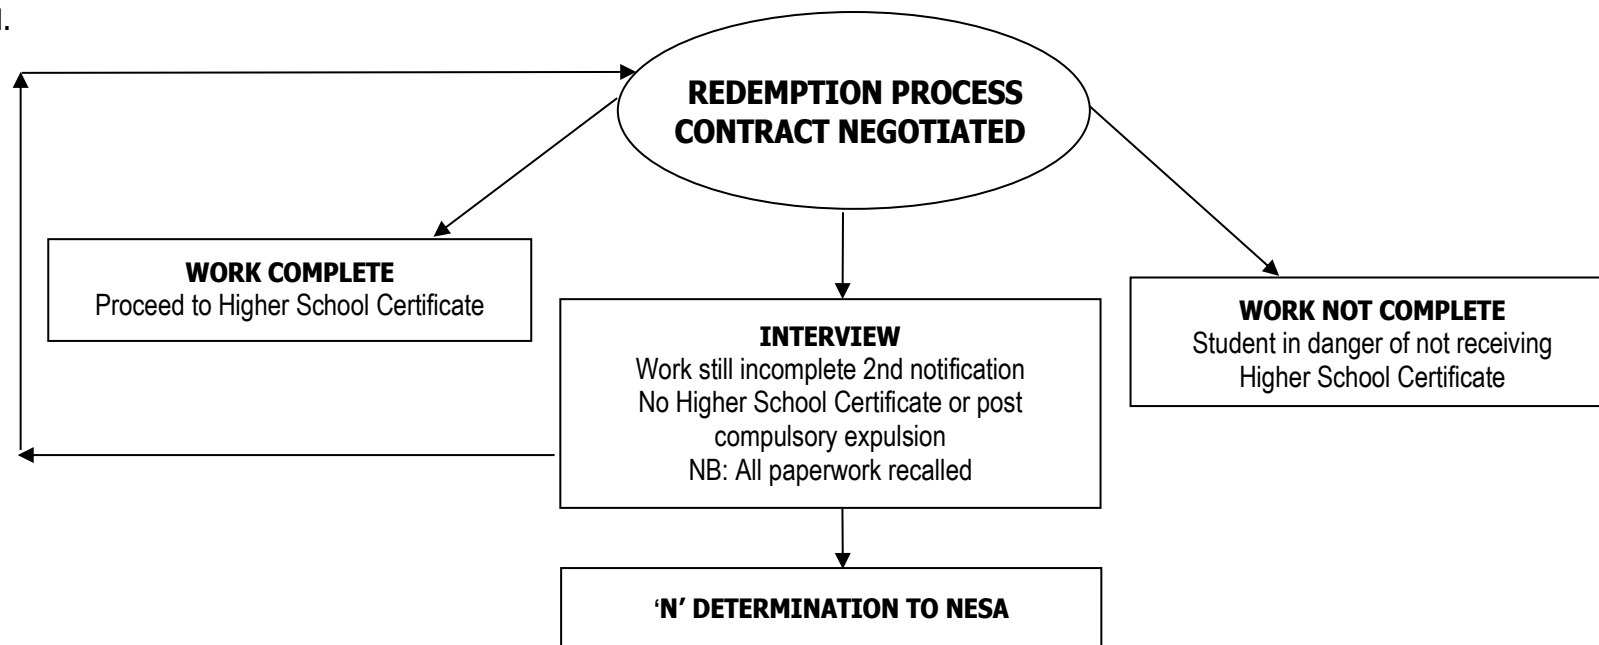 REDEMPTION PROCESS
CONTRACT NEGOTIATED
WORK COMPLETE
Proceed to Higher School Certificate
INTERVIEW
Work still incomplete 2nd notification
No Higher School Certificate or post
compulsory expulsion
NB: All paperwork recalled
WORK NOT COMPLETE
Student in danger of not receiving
Higher School Certificate
‘N’ DETERMINATION TO NESA